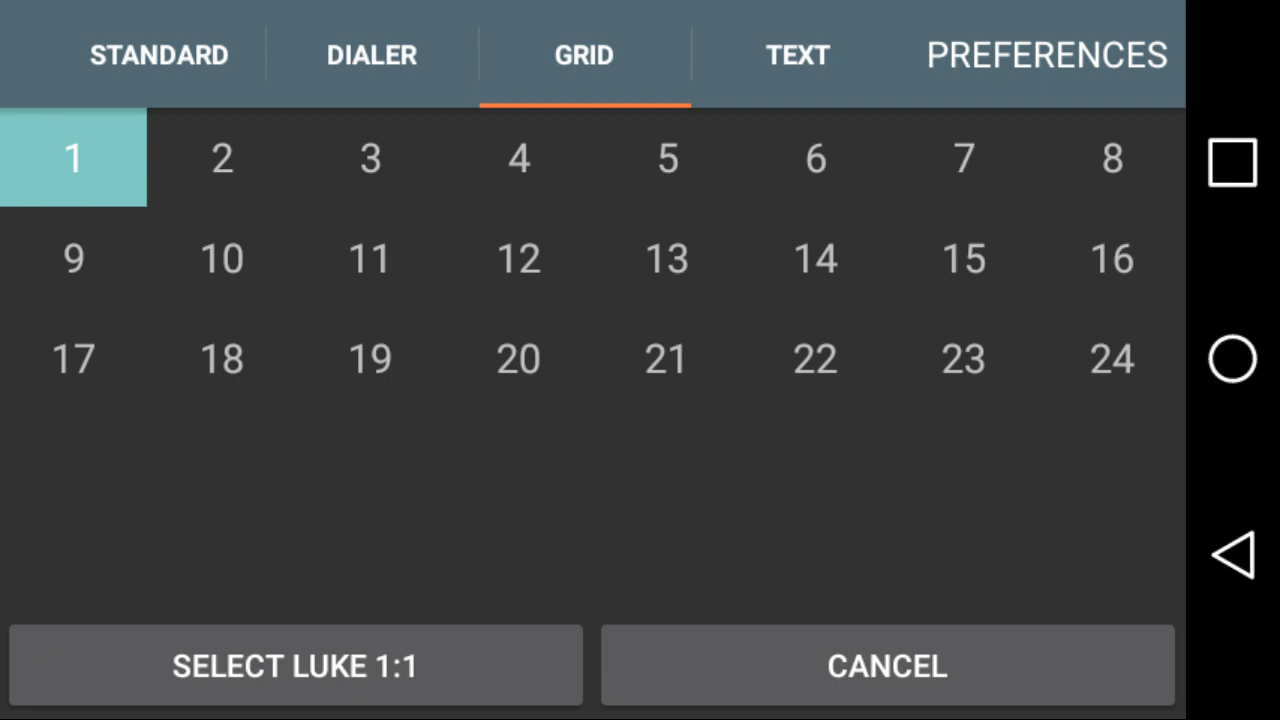 STANDARD DIALER GRID TEXT PREFERENCES
1 2 3 4 5 6 7 8
9 10 11 12 13 14 15 16
17 18 19 20 21 22 23 24
SELECT LUKE 1:1 CANCEL